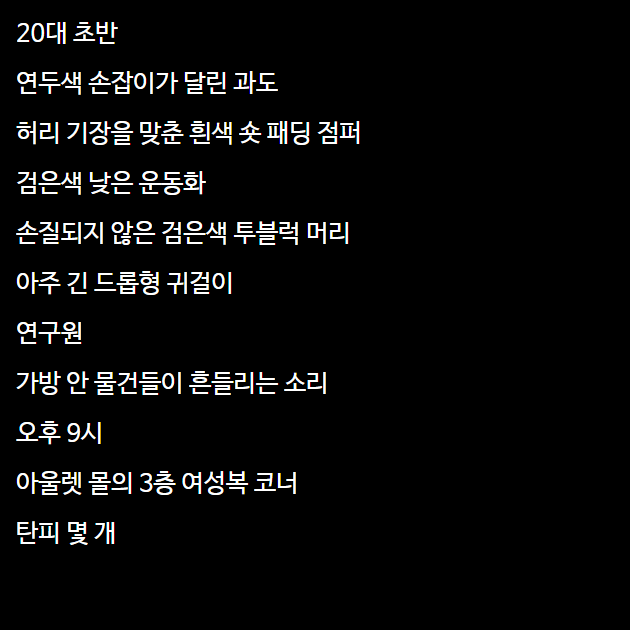 20대 초반
연두색 손잡이가 달린 과도
허리 기장을 맞춘 흰색 숏 패딩 점퍼
검은색 낮은 운동화
손질되지 않은 검은색 투블럭 머리
아주 긴 드롭형 귀걸이
연구원
가방 안 물건들이 흔들리는 소리
오후 9시
아울렛 몰의 3층 여성복 코너
탄피 몇 개